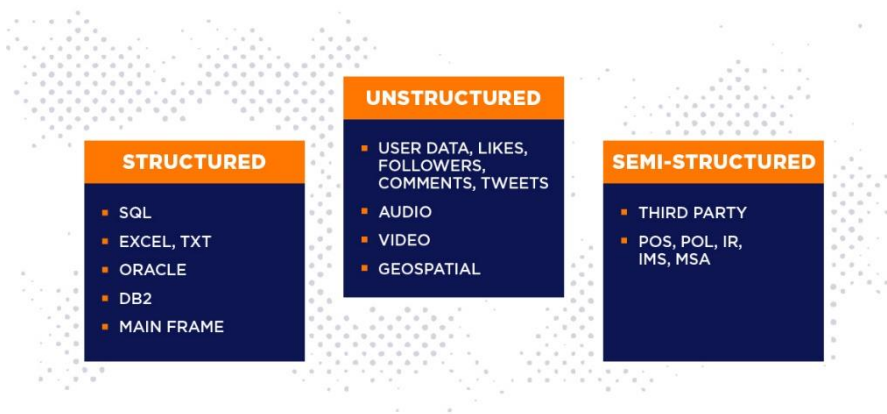 STRUCTURED
SQL
EXCEL, TXT
ORACLE
DB2
MAIN FRAME
UNSTRUCTURED
USER DATA, LIKES,
FOLLOWERS,
COMMENTS, TWEETS
AUDIO
VIDEO
GEOSPATIAL
SEMI-STRUCTURED
THIRD PARTY
POS, POL, IR,
IMS, MSA